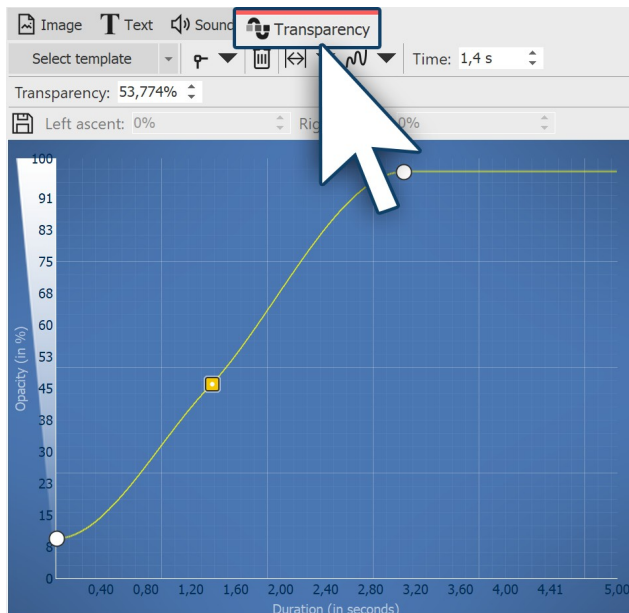 Image Text Sound Transparency
Select template Time: 1,4 s
Transparency: 53,774%
Left ascent: 0% 0%
100
91
83
75
68
60
53
45
38
30
23
15
8
0
Opacity (in %)
0,40 0,80 1,20 1,60 2,00 2,40 2,80 3,20 3,60 4,00 4,41 5,00
Duration (in seconds)